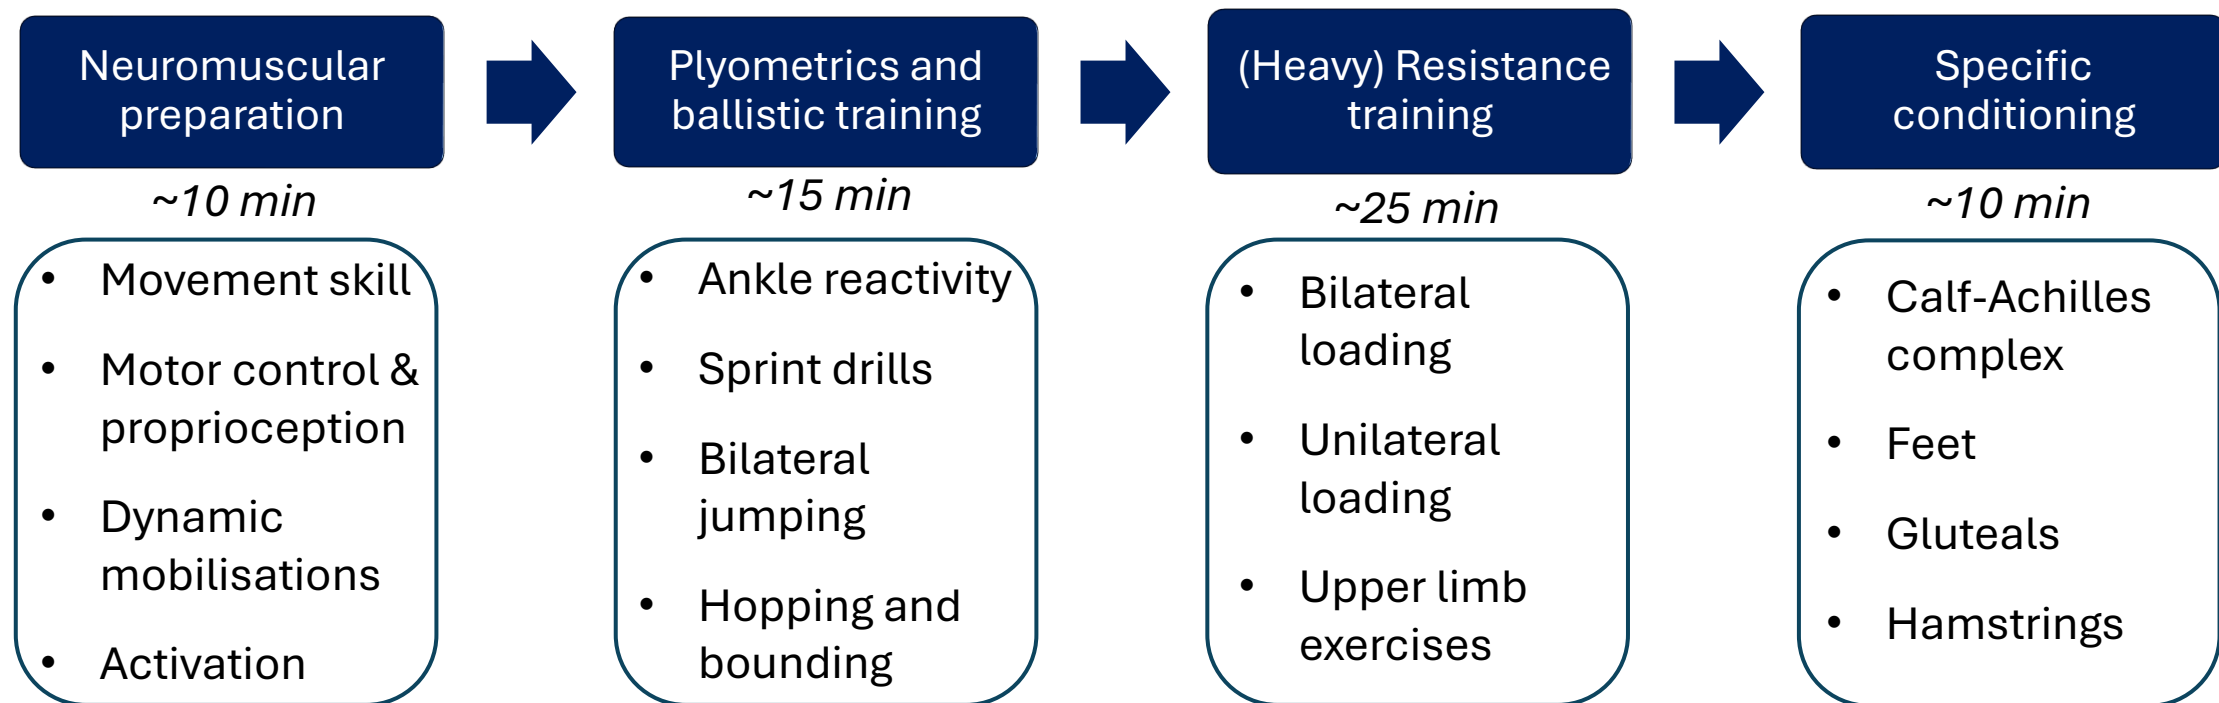 Neuromuscular
preparation
~10 min
• Movement skill
• Motor control &
proprioception
• Dynamic
mobilisations
• Activation
Plyometrics and
ballistic training
~15 min
• Ankle reactivity
• Sprint drills
• Bilateral
jumping
• Hopping and
bounding
(Heavy) Resistance
training
~25 min
• Bilateral
loading
• Unilateral
loading
• Upper limb
exercises
Specific
conditioning
~10 min
• Calf-Achilles
complex
• Feet
• Gluteals
• Hamstrings